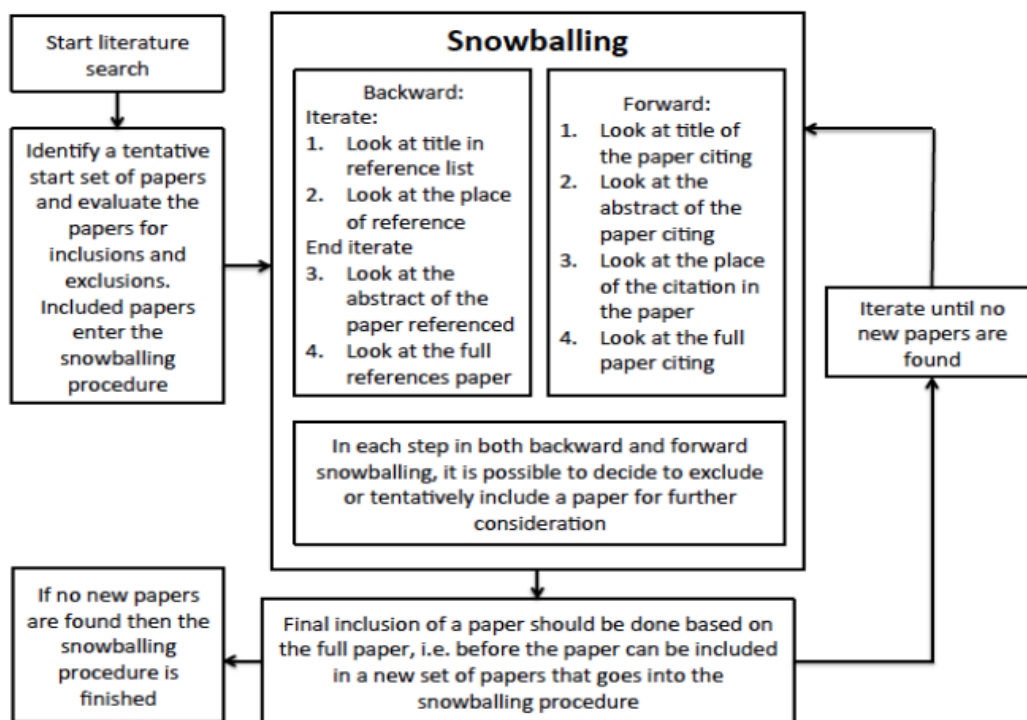 Start literature
search
Identify a tentative
start set of papers
and evaluate the
papers for
inclusions and
exclusions.
Included papers
enter the
snowballing
procedure
Snowballing
Backward:
Iterate:
1. Look at title in
reference list
2. Look at the place
of reference
End iterate
3. Look at the
abstract of the
paper referenced
4. Look at the full
references paper
Forward:
1. Look at title of
the paper citing
2. Look at the
abstract of the
paper citing
3. Look at the place
of the citation in
the paper
4. Look at the full
paper citing
In each step in both backward and forward
snowballing, it is possible to decide to exclude
or tentatively include a paper for further
consideration
Iterate until no
new papers are
found
Final inclusion of a paper should be done based on
the full paper, i.e. before the paper can be included
in a new set of papers that goes into the
snowballing procedure
If no new papers
are found then the
snowballing
procedure is
finished